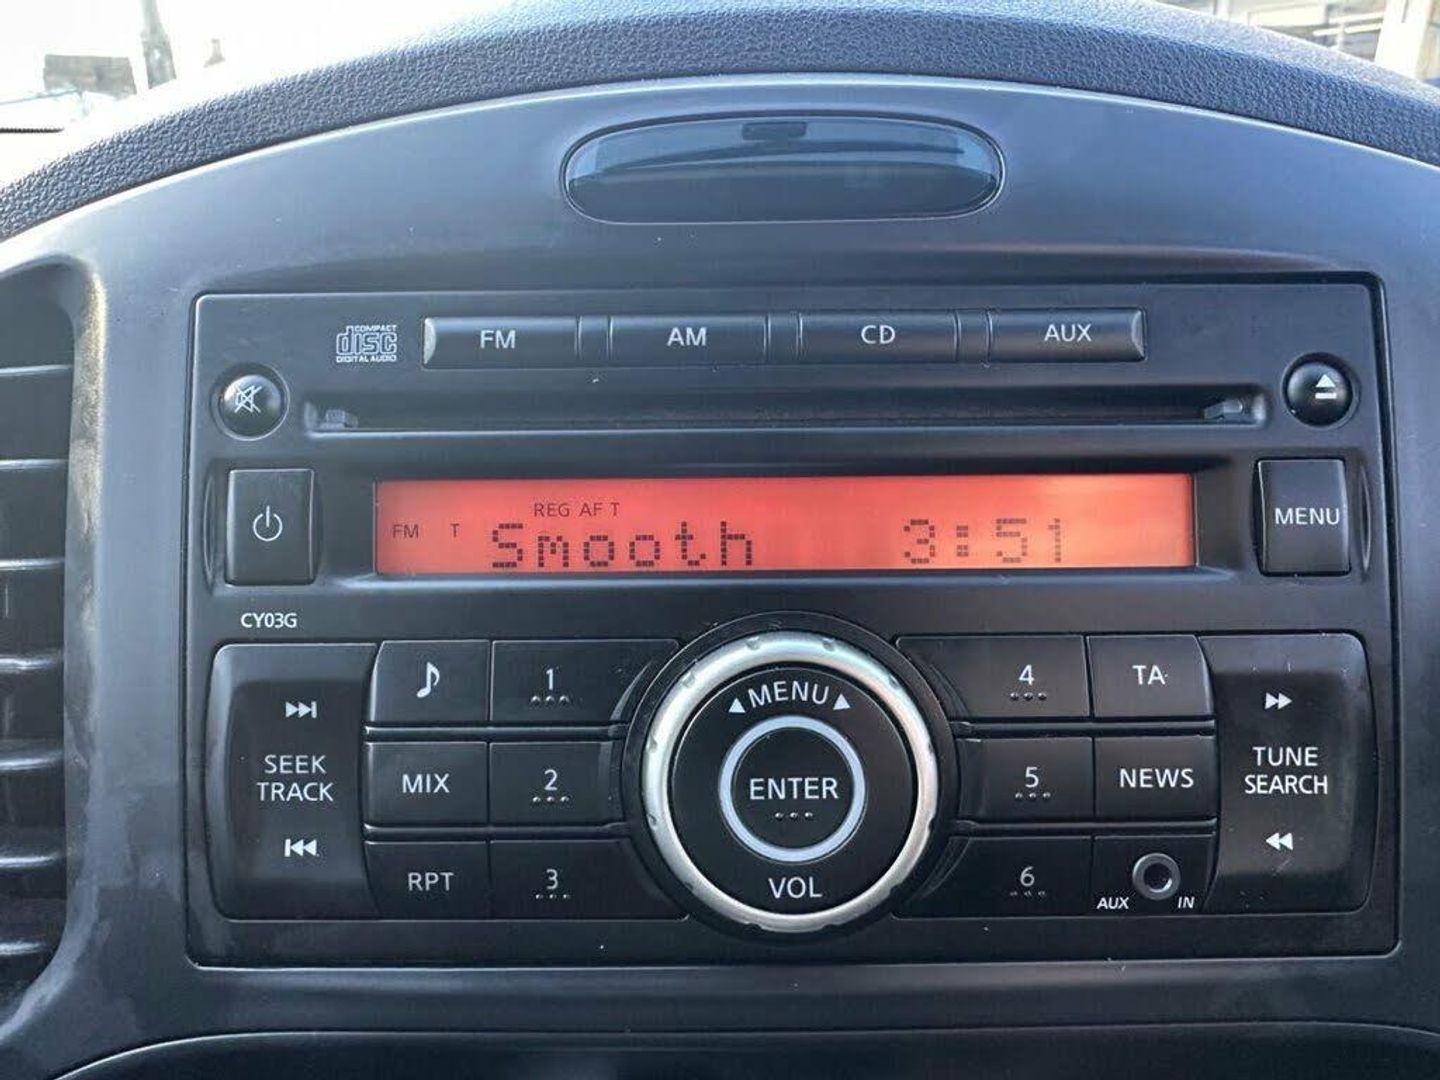 COMPACT
disc
DIGITAL AUDIO
FM AM CD AUX
REG AF T
FM T Smooth 3:51
MENU
CY03G
SEEK
TRACK
1
MIX 2
RPT 3
MENU
ENTER
VOL
4 TA
5 NEWS
6
AUX IN
TUNE
SEARCH